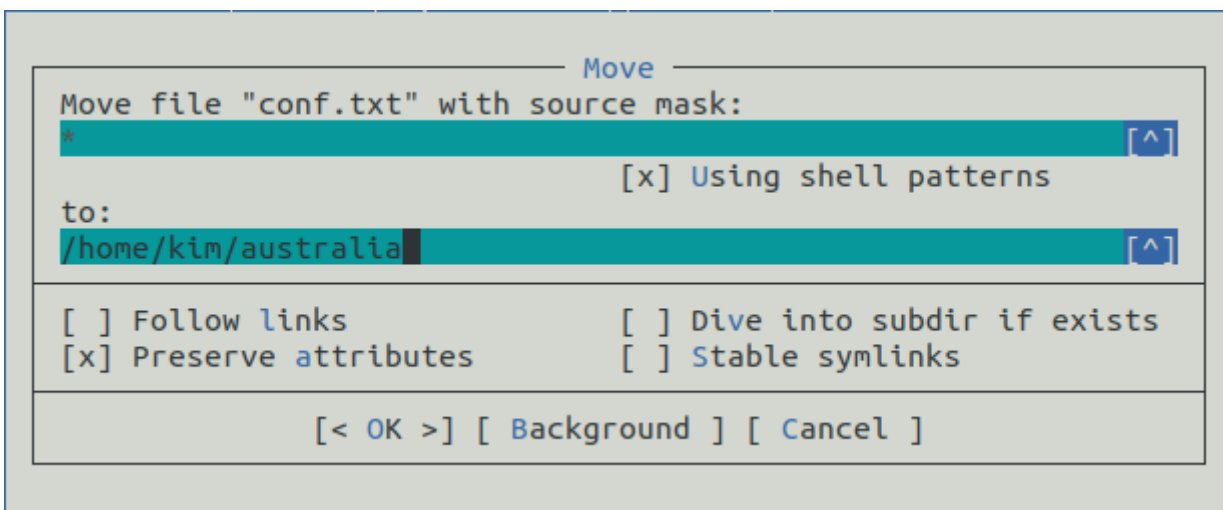 Move
Move file "conf.txt" with source mask:
* [^]
[x] Using shell patterns
to:
/home/kim/australia [^]
[ ] Follow links [ ] Dive into subdir if exists
[x] Preserve attributes [ ] Stable symlinks
[< OK >] [ Background ] [ Cancel ]